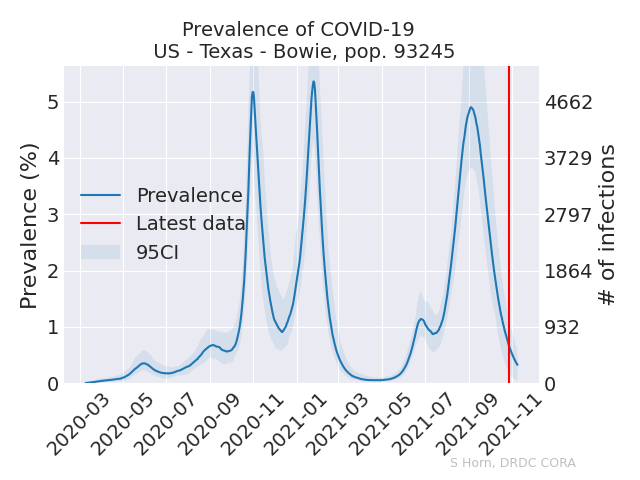 Prevalence of COVID-19
US - Texas - Bowie, pop. 93245
Prevalence (%)
5
4
3
2
1
0
Prevalence
Latest data
95CI
4662
3729
2797
1864
932
0
# of infections
2020-03
2020-05
2020-07
2020-09
2020-11
2021-01
2021-03
2021-05
2021-07
2021-09
2021-11
S Horn, DRDC CORA